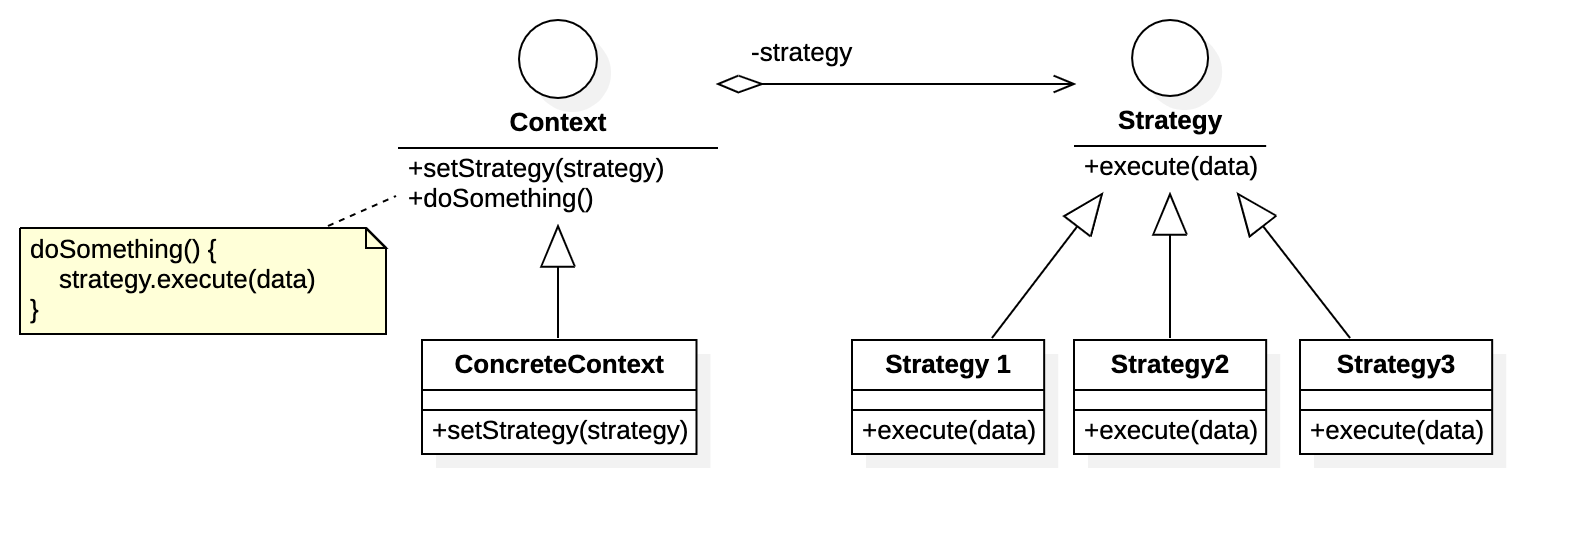 -strategy
Context
+setStrategy(strategy)
+doSomething()
Strategy
+execute(data)
doSomething() {
    strategy.execute(data)
}
ConcreteContext
+setStrategy(strategy)
Strategy 1
+execute(data)
Strategy2
+execute(data)
Strategy3
+execute(data)